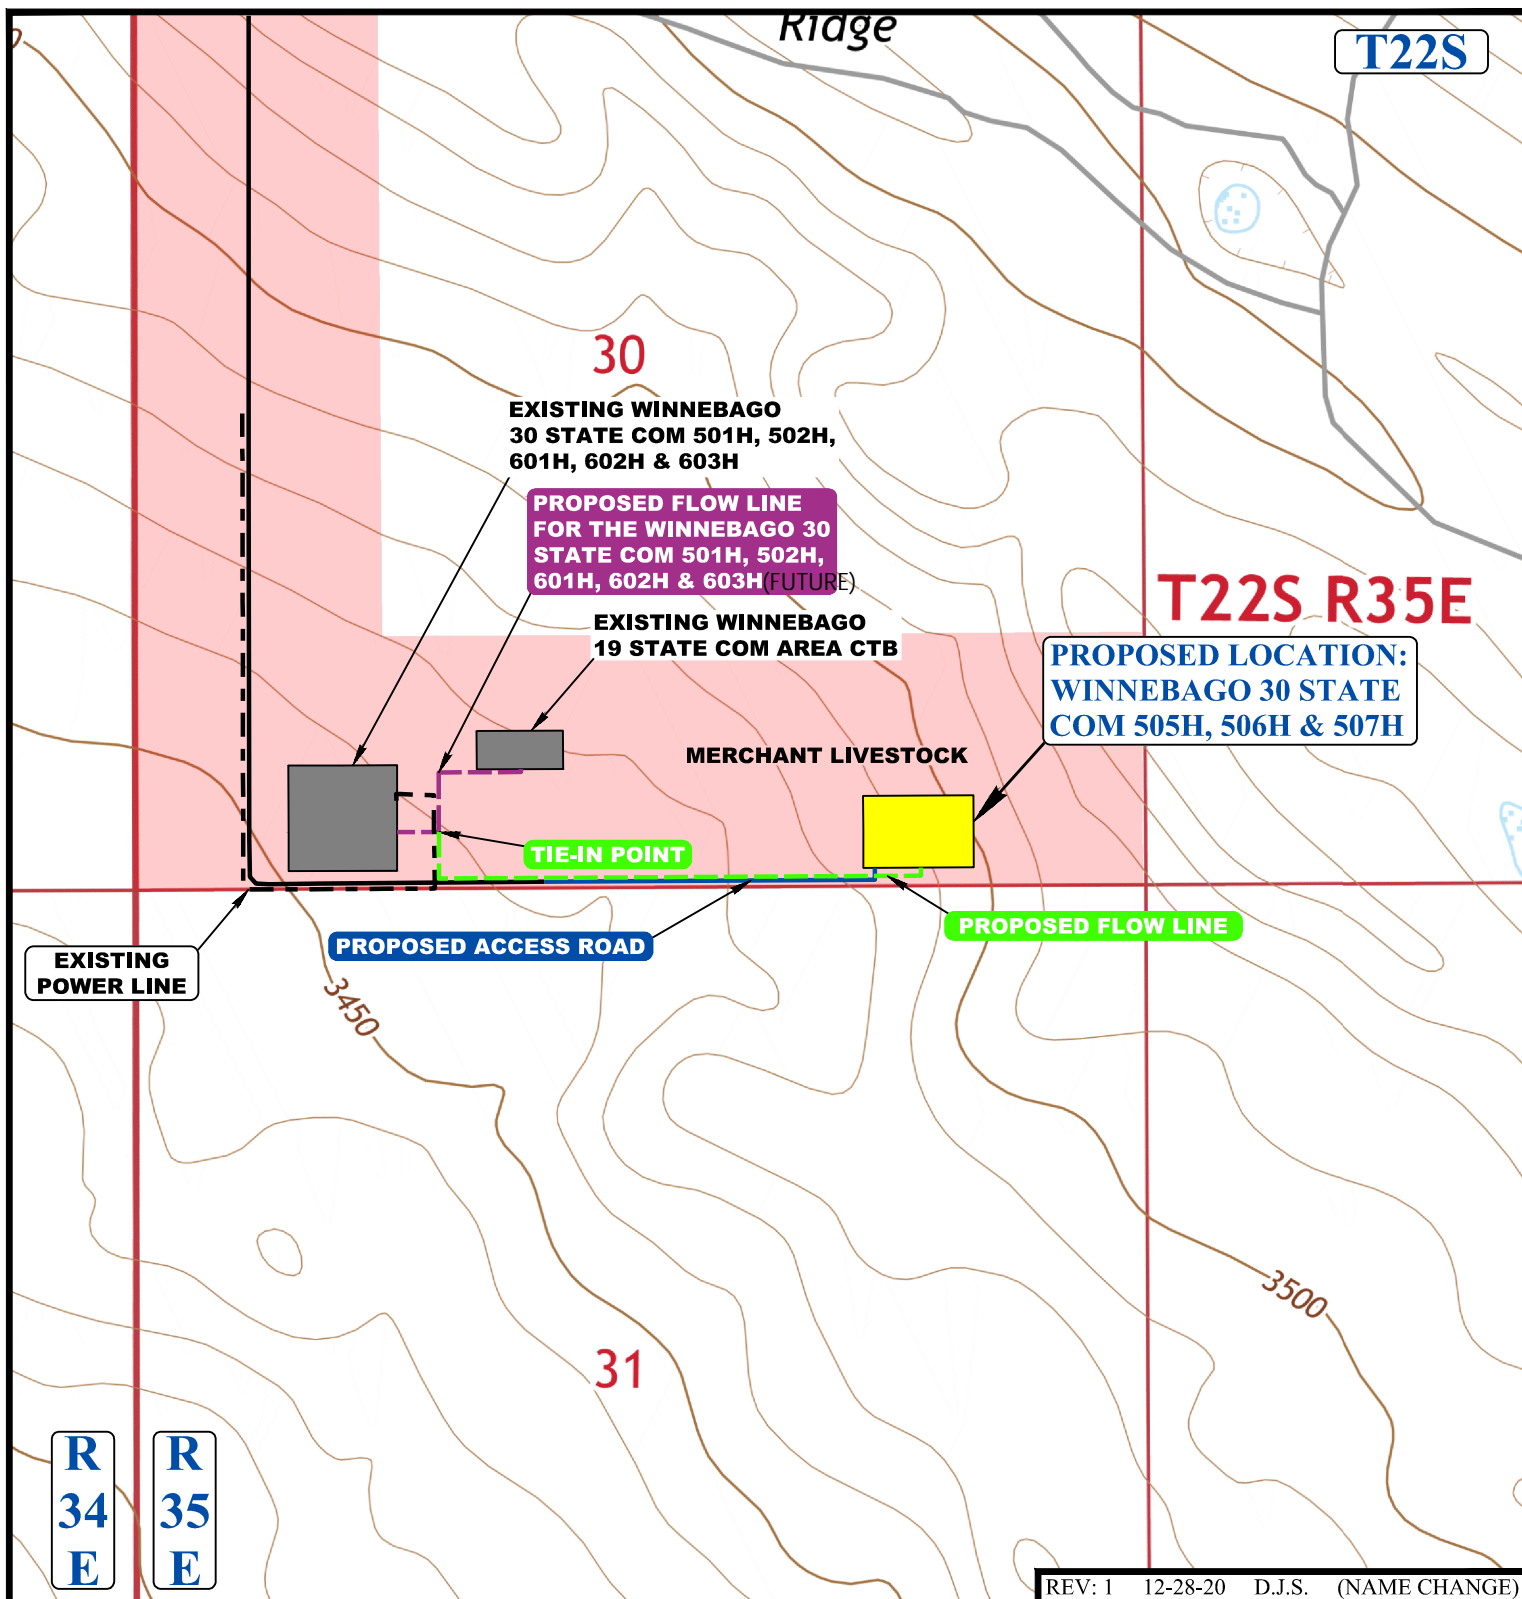 Ridge
T22S
30
EXISTING WINNEBAGO
30 STATE COM 501H, 502H,
601H, 602H & 603H
PROPOSED FLOW LINE
FOR THE WINNEBAGO 30
STATE COM 501H, 502H,
601H, 602H & 603H(FUTURE)
T22S R35E
EXISTING WINNEBAGO
19 STATE COM AREA CTB
PROPOSED LOCATION:
WINNEBAGO 30 STATE
COM 505H, 506H & 507H
MERCHANT LIVESTOCK
TIE-IN POINT
PROPOSED FLOW LINE
PROPOSED ACCESS ROAD
EXISTING
POWER LINE
3450
3500
31
R
34
E
R
35
E
REV: 1 12-28-20 D.J.S. (NAME CHANGE)